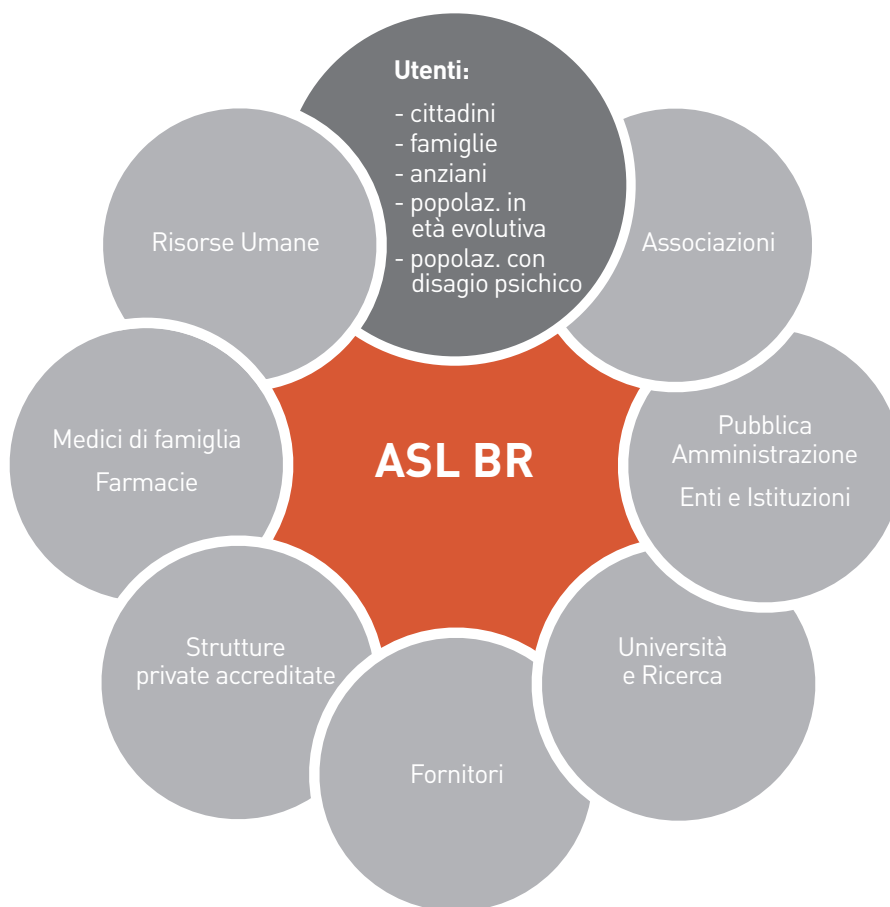 Utenti:
- cittadini
- famiglie
- anziani
- popolaz. in
età evolutiva
- popolaz. con
disagio psichico
Risorse Umane
Associazioni
Medici di famiglia
Farmacie
ASL BR
Pubblica
Amministrazione
Enti e Istituzioni
Strutture
private accreditate
Università
e Ricerca
Fornitori